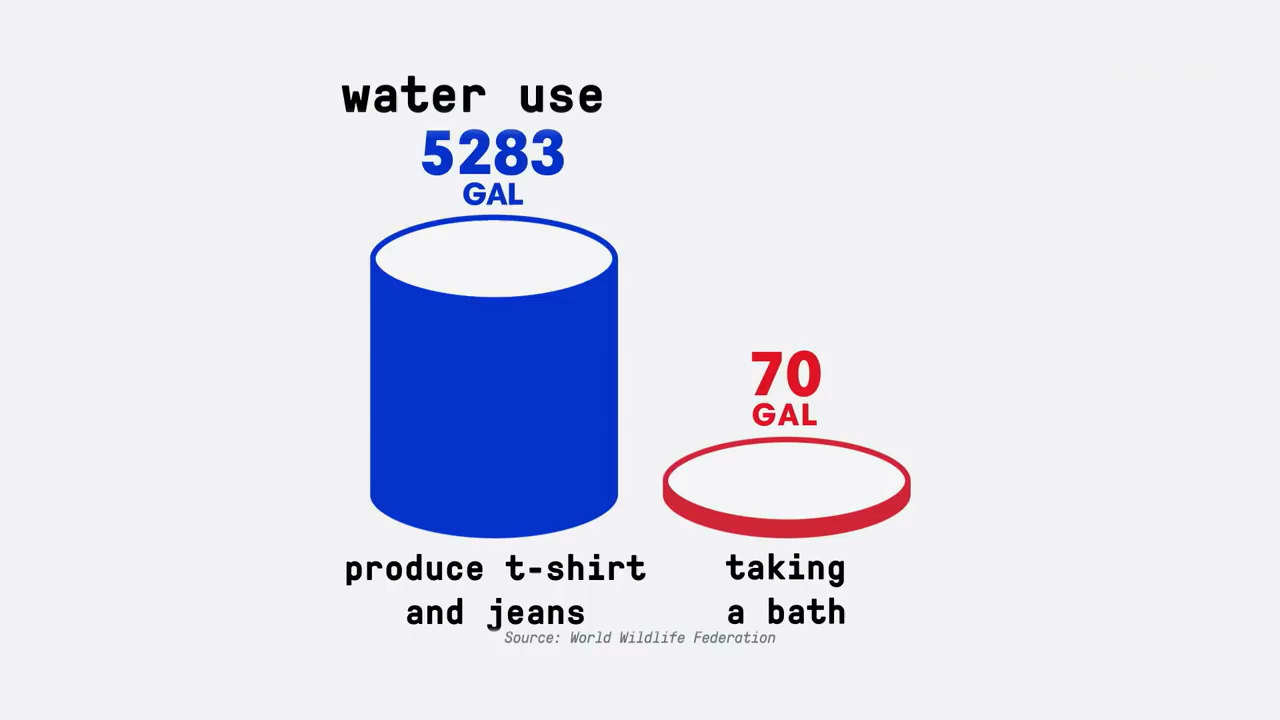 water use
5283
GAL
70
GAL
produce t-shirt
and jeans
taking
a bath
Source: World Wildlife Federation